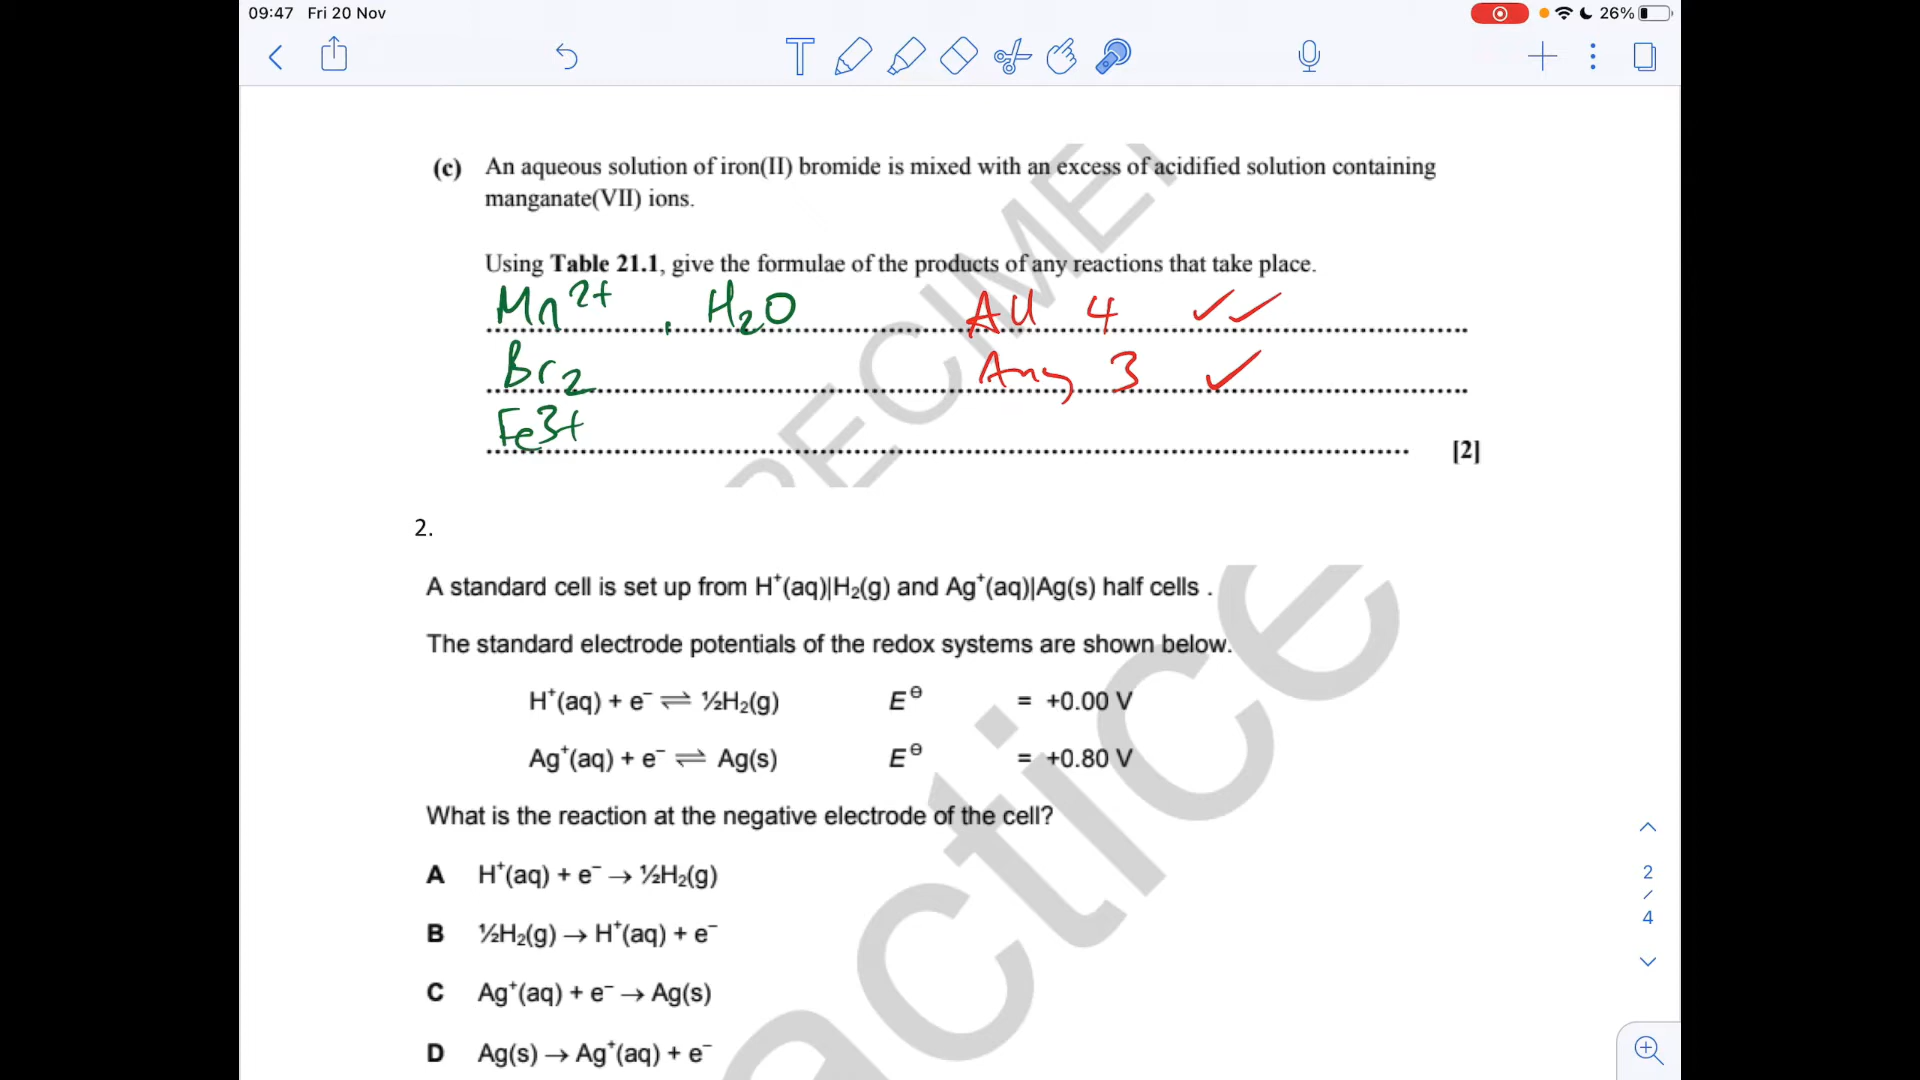 09:47 Fri 20 Nov
26%
(c) An aqueous solution of iron(II) bromide is mixed with an excess of acidified solution containing
manganate(VII) ions.
Using Table 21.1, give the formulae of the products of any reactions that take place.
Mn²⁺, H₂O All 4 ✓✓
Br₂ Any 3 ✓
Fe3+
[2]
SPECIMEN
2.
A standard cell is set up from H⁺(aq)|H₂(g) and Ag⁺(aq)|Ag(s) half cells .
The standard electrode potentials of the redox systems are shown below.
H⁺(aq) + e⁻ ⇌ ½H₂(g) E⦵ = +0.00 V
Ag⁺(aq) + e⁻ ⇌ Ag(s) E⦵ = +0.80 V
What is the reaction at the negative electrode of the cell?
A H⁺(aq) + e⁻ → ½H₂(g)
B ½H₂(g) → H⁺(aq) + e⁻
C Ag⁺(aq) + e⁻ → Ag(s)
D Ag(s) → Ag⁺(aq) + e⁻
actice
2
/
4